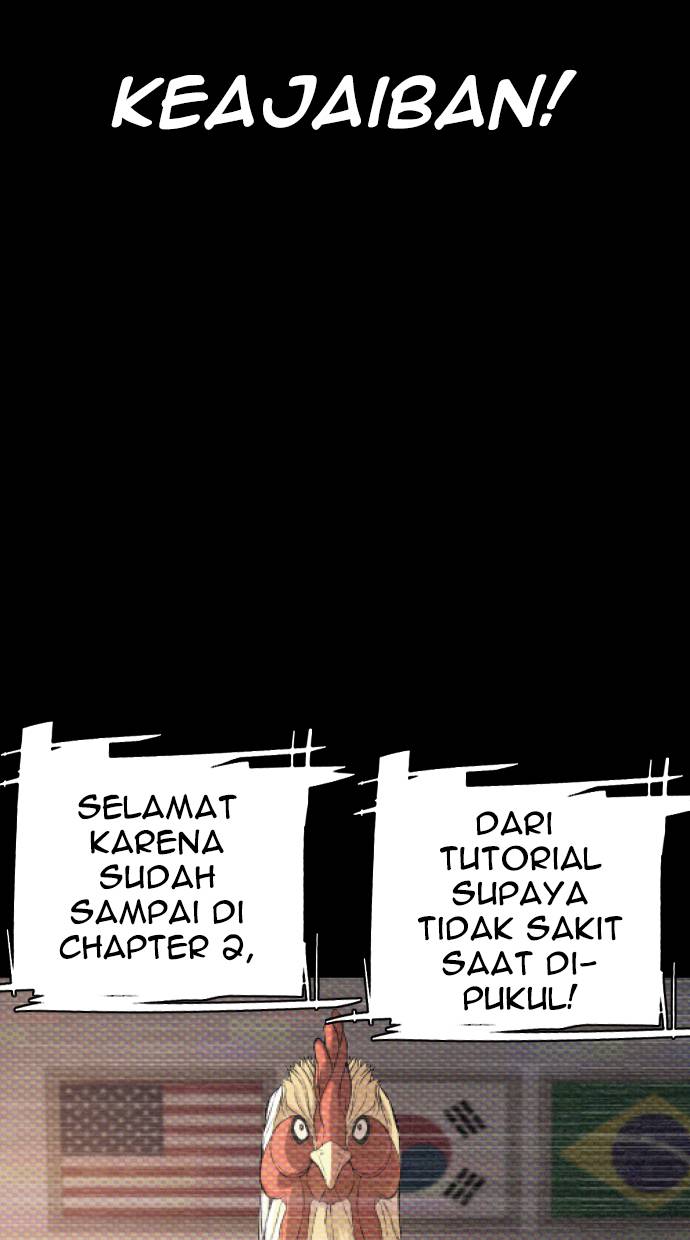 KEAJAIBAN!
SELAMAT
KARENA
SUDAH
SAMPAI DI
CHAPTER 2,
DARI
TUTORIAL
SUPAYA
TIDAK SAKIT
SAAT DI-
PUKUL!